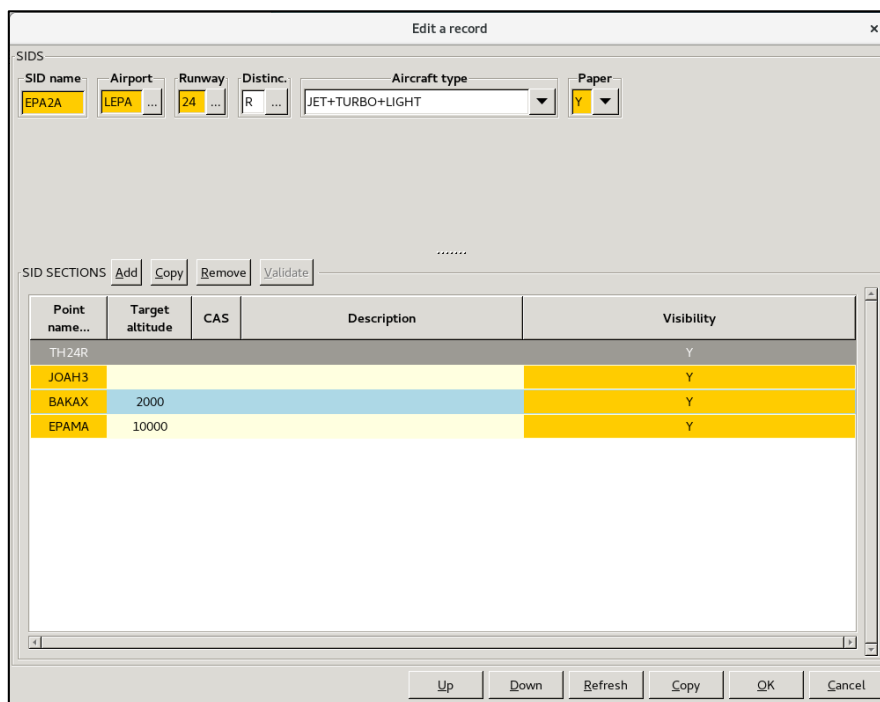 Edit a record ×
SIDS
SID name Airport Runway Distinc. Aircraft type Paper
EPA2A LEPA ... 24 ... R ... JET+TURBO+LIGHT Y
SID SECTIONS Add Copy Remove Validate
Point name... Target altitude CAS Description Visibility
TH24R Y
JOAH3 Y
BAKAX 2000 Y
EPAMA 10000 Y
Up Down Refresh Copy OK Cancel